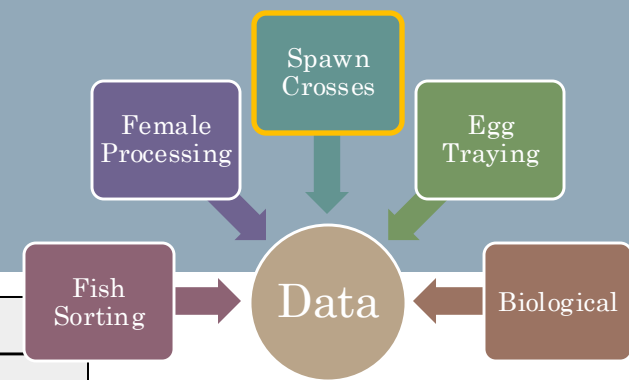 Spawn
Crosses
Female
Processing
Egg
Traying
Fish
Sorting
Data
Biological